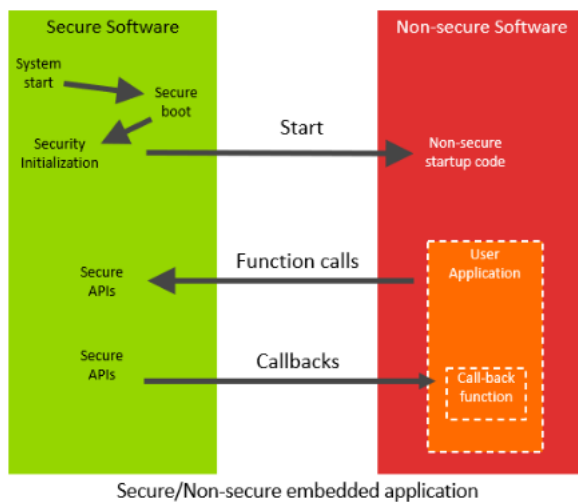 Secure Software
Non-secure Software
System
start
Secure
boot
Security
Initialization
Start
Non-secure
startup code
Secure
APIs
Function calls
User
Application
Secure
APIs
Callbacks
Call-back
function
Secure/Non-secure embedded application